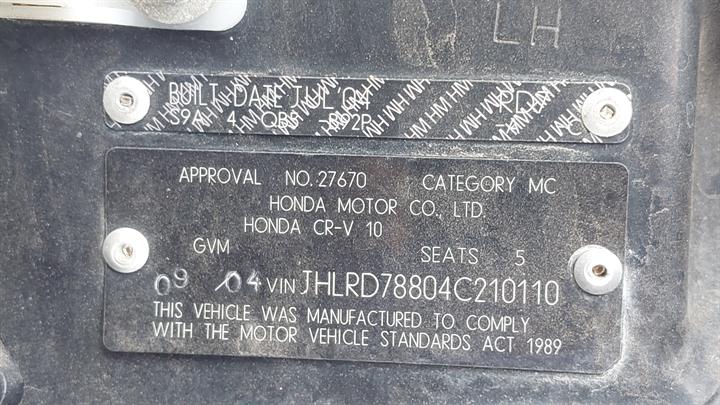 LH
BUILT DATE JUL '04 RD
S9A 4
APPROVAL NO. 27670 CATEGORY MC
HONDA MOTOR CO., LTD.
HONDA CR-V 10
GVM SEATS 5
09 04 VIN JHLRD78804C210110
THIS VEHICLE WAS MANUFACTURED TO COMPLY
WITH THE MOTOR VEHICLE STANDARDS ACT 1989